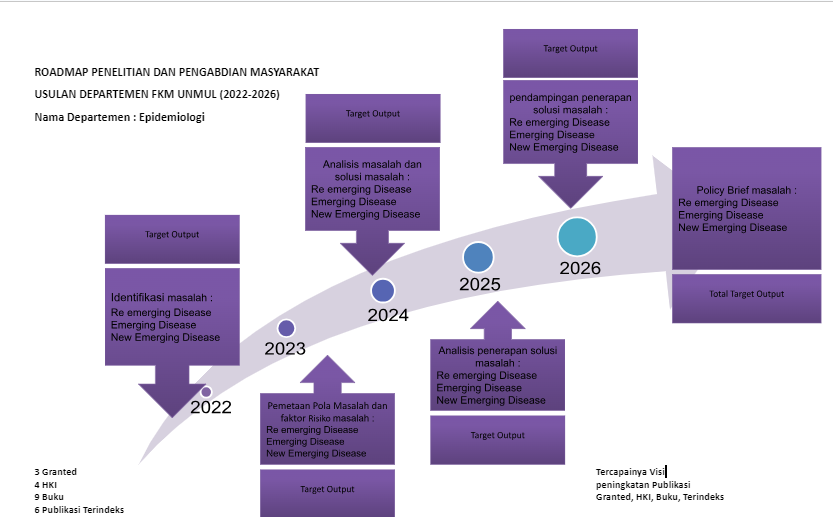 ROADMAP PENELITIAN DAN PENGABDIAN MASYARAKAT
USULAN DEPARTEMEN FKM UNMUL (2022-2026)
Nama Departemen : Epidemiologi
Target Output
Identifikasi masalah :
Re emerging Disease
Emerging Disease
New Emerging Disease
2022
2023
Pemetaan Pola Masalah dan
faktor Risiko masalah :
Re emerging Disease
Emerging Disease
New Emerging Disease
Target Output
Target Output
Analisis masalah dan
solusi masalah :
Re emerging Disease
Emerging Disease
New Emerging Disease
2024
2025
Analisis penerapan solusi
masalah :
Re emerging Disease
Emerging Disease
New Emerging Disease
Target Output
Target Output
pendampingan penerapan
solusi masalah :
Re emerging Disease
Emerging Disease
New Emerging Disease
2026
Policy Brief masalah :
Re emerging Disease
Emerging Disease
New Emerging Disease
Total Target Output
3 Granted
4 HKI
9 Buku
6 Publikasi Terindeks
Tercapainya Visi
peningkatan Publikasi
Granted, HKI, Buku, Terindeks